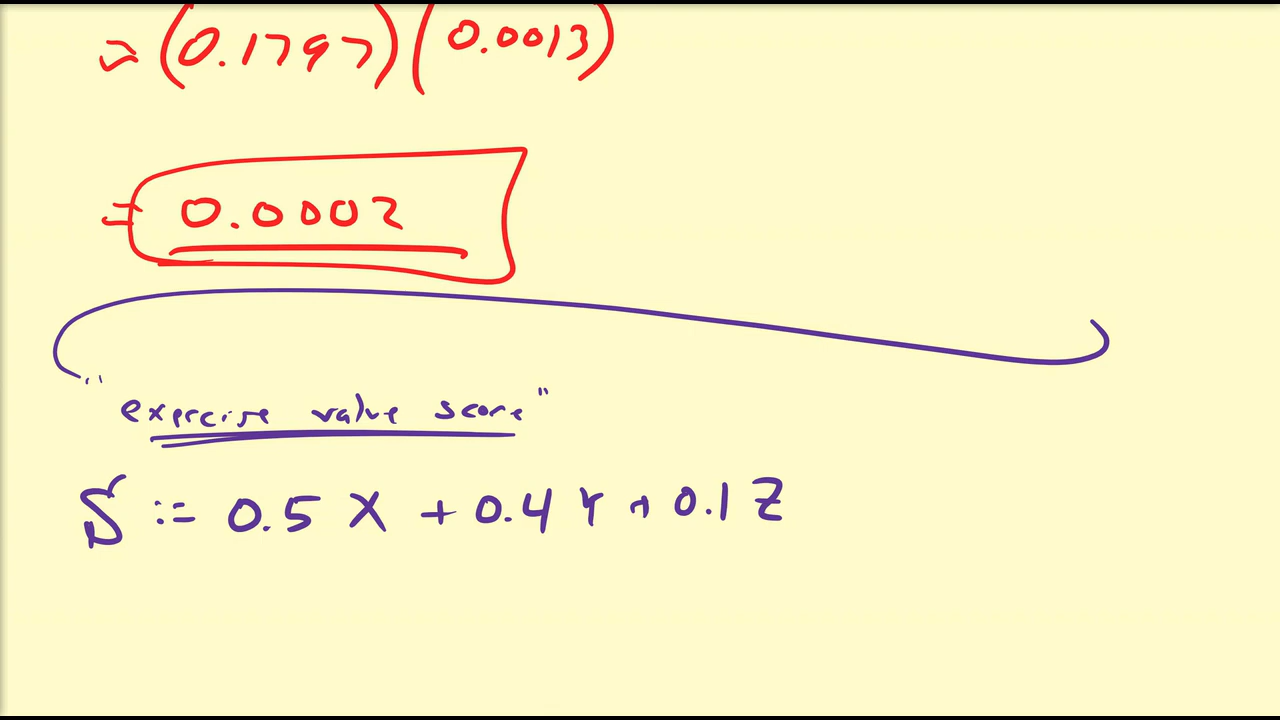 = (0.1797)(0.0013)
= 0.0002
"exercise value score"
S := 0.5 X + 0.4 Y + 0.1 Z